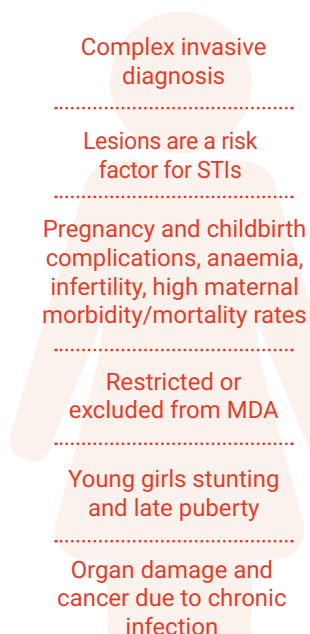 Complex invasive
diagnosis
Lesions are a risk
factor for STIs
Pregnancy and childbirth
complications, anaemia,
infertility, high maternal
morbidity/mortality rates
Restricted or
excluded from MDA
Young girls stunting
and late puberty
Organ damage and
cancer due to chronic
infection